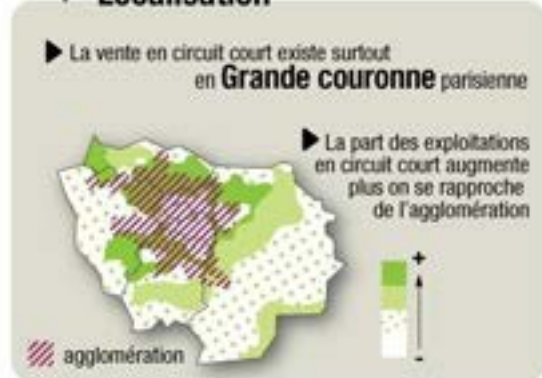 Localisation
La vente en circuit court existe surtout
en Grande couronne parisienne
La part des exploitations
en circuit court augmente
plus on se rapproche
de l'agglomération
+
-
agglomération